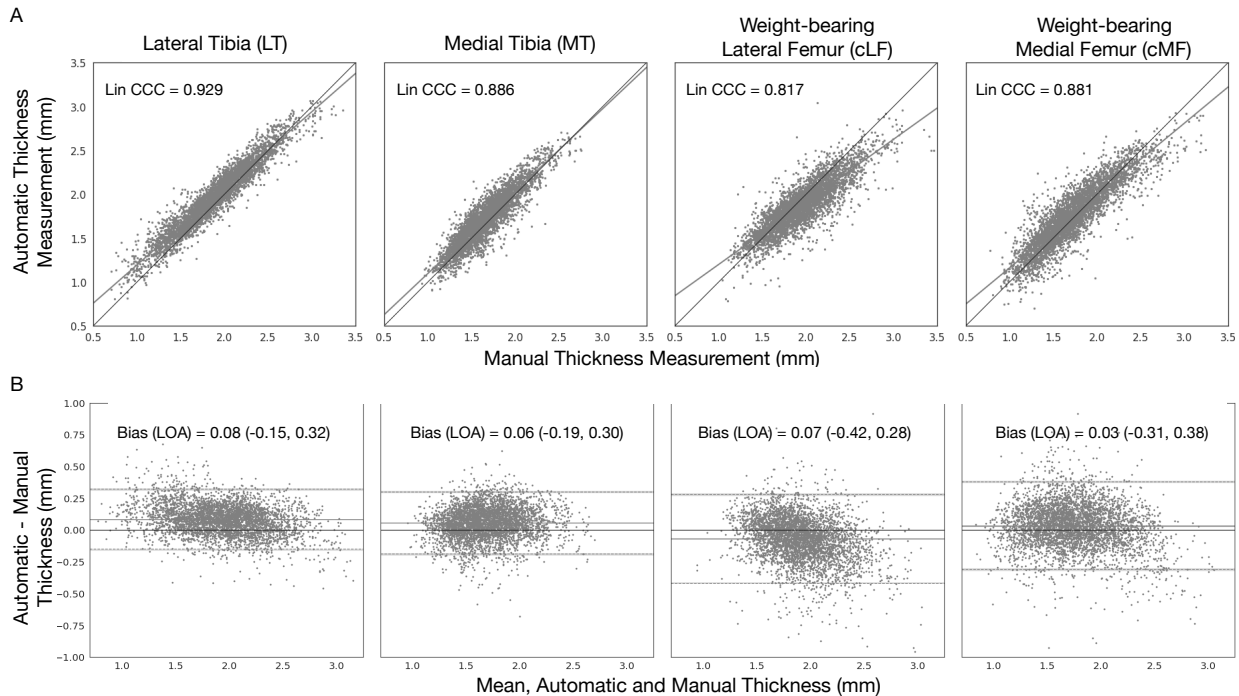 A
Lateral Tibia (LT)
Medial Tibia (MT)
Weight-bearing
Lateral Femur (cLF)
Weight-bearing
Medial Femur (cMF)
Automatic Thickness
Measurement (mm)
3.5
3.0
2.5
2.0
1.5
1.0
0.5
Lin CCC = 0.929
Lin CCC = 0.886
Lin CCC = 0.817
Lin CCC = 0.881
0.5 1.0 1.5 2.0 2.5 3.0 3.5
0.5 1.0 1.5 2.0 2.5 3.0 3.5
0.5 1.0 1.5 2.0 2.5 3.0 3.5
0.5 1.0 1.5 2.0 2.5 3.0 3.5
Manual Thickness Measurement (mm)
B
Automatic - Manual
Thickness (mm)
1.00
0.75
0.50
0.25
0.00
−0.25
−0.50
−0.75
−1.00
Bias (LOA) = 0.08 (-0.15, 0.32)
Bias (LOA) = 0.06 (-0.19, 0.30)
Bias (LOA) = 0.07 (-0.42, 0.28)
Bias (LOA) = 0.03 (-0.31, 0.38)
1.0 1.5 2.0 2.5 3.0
1.0 1.5 2.0 2.5 3.0
1.0 1.5 2.0 2.5 3.0
1.0 1.5 2.0 2.5 3.0
Mean, Automatic and Manual Thickness (mm)